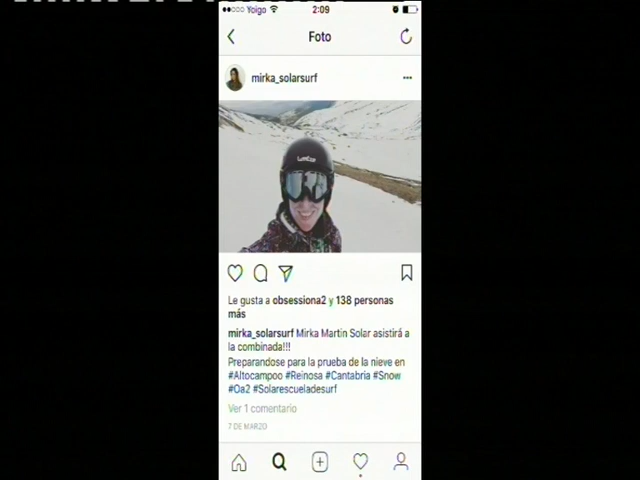 Yoigo 2:09
Foto
mirka_solarsurf
Le gusta a obsessiona2 y 138 personas
más
mirka_solarsurf Mirka Martin Solar asistirá a
la combinada!!!
Preparandose para la prueba de la nieve en
#Altocampoo #Reinosa #Cantabria #Snow
#Oa2 #Solarescueladesurf
Ver 1 comentario
7 DE MARZO